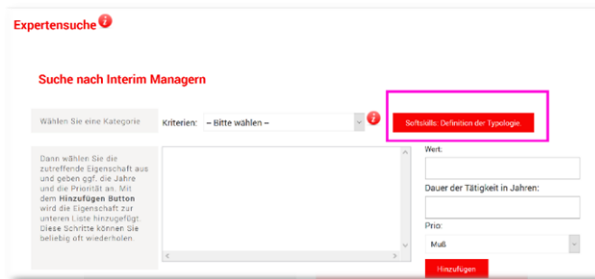 Expertensuche
Suche nach Interim Managern
Wählen Sie eine Kategorie
Kriterien:
– Bitte wählen –
Softskills: Definition der Typologie.
Dann wählen Sie die
zutreffende Eigenschaft aus
und geben ggf. die Jahre
und die Priorität an. Mit
dem Hinzufügen Button
wird die Eigenschaft zur
unteren Liste hinzugefügt.
Diese Schritte können Sie
beliebig oft wiederholen.
Wert:
Dauer der Tätigkeit in Jahren:
Prio:
Muß
Hinzufügen